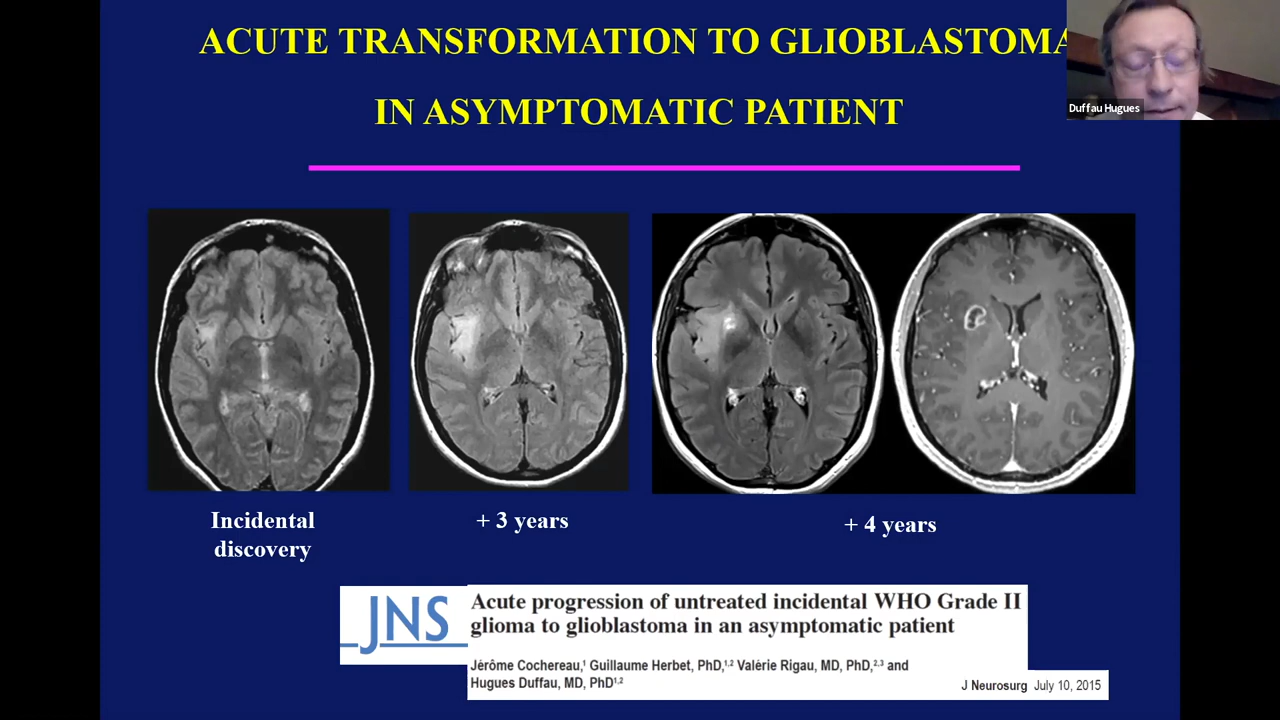 ACUTE TRANSFORMATION TO GLIOBLASTOMA
IN ASYMPTOMATIC PATIENT
Duffau Hugues
Incidental
discovery
+ 3 years
+ 4 years
JNS
Acute progression of untreated incidental WHO Grade II
glioma to glioblastoma in an asymptomatic patient
Jérôme Cochereau,¹ Guillaume Herbet, PhD,¹,² Valérie Rigau, MD, PhD,²,³ and
Hugues Duffau, MD, PhD¹,²
J Neurosurg July 10, 2015